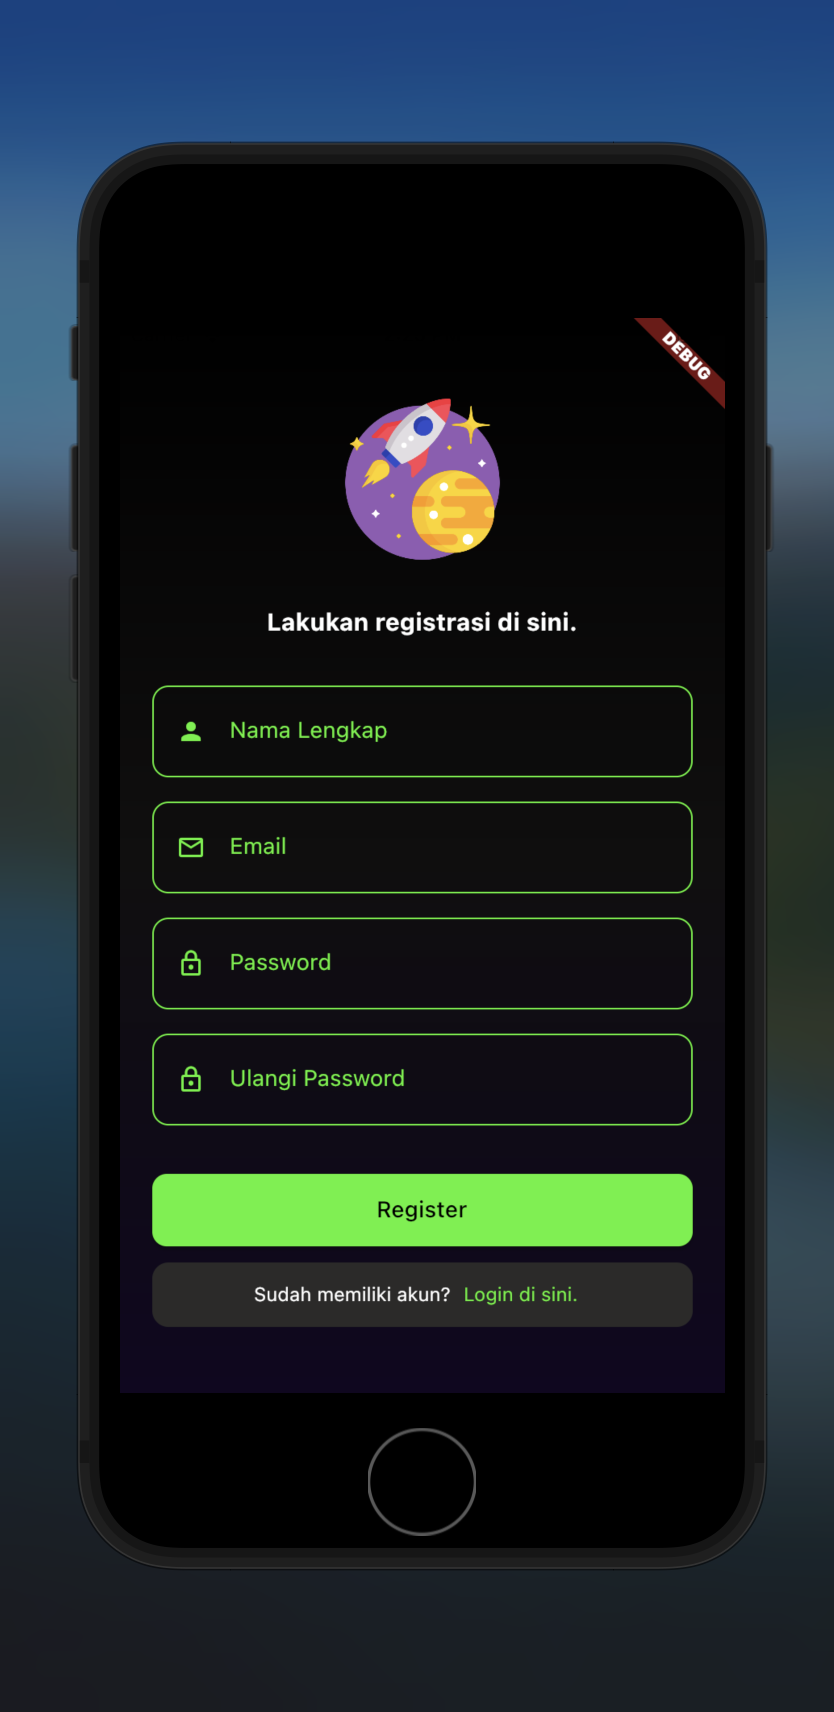 DEBUG
Lakukan registrasi di sini.
Nama Lengkap
Email
Password
Ulangi Password
Register
Sudah memiliki akun? Login di sini.